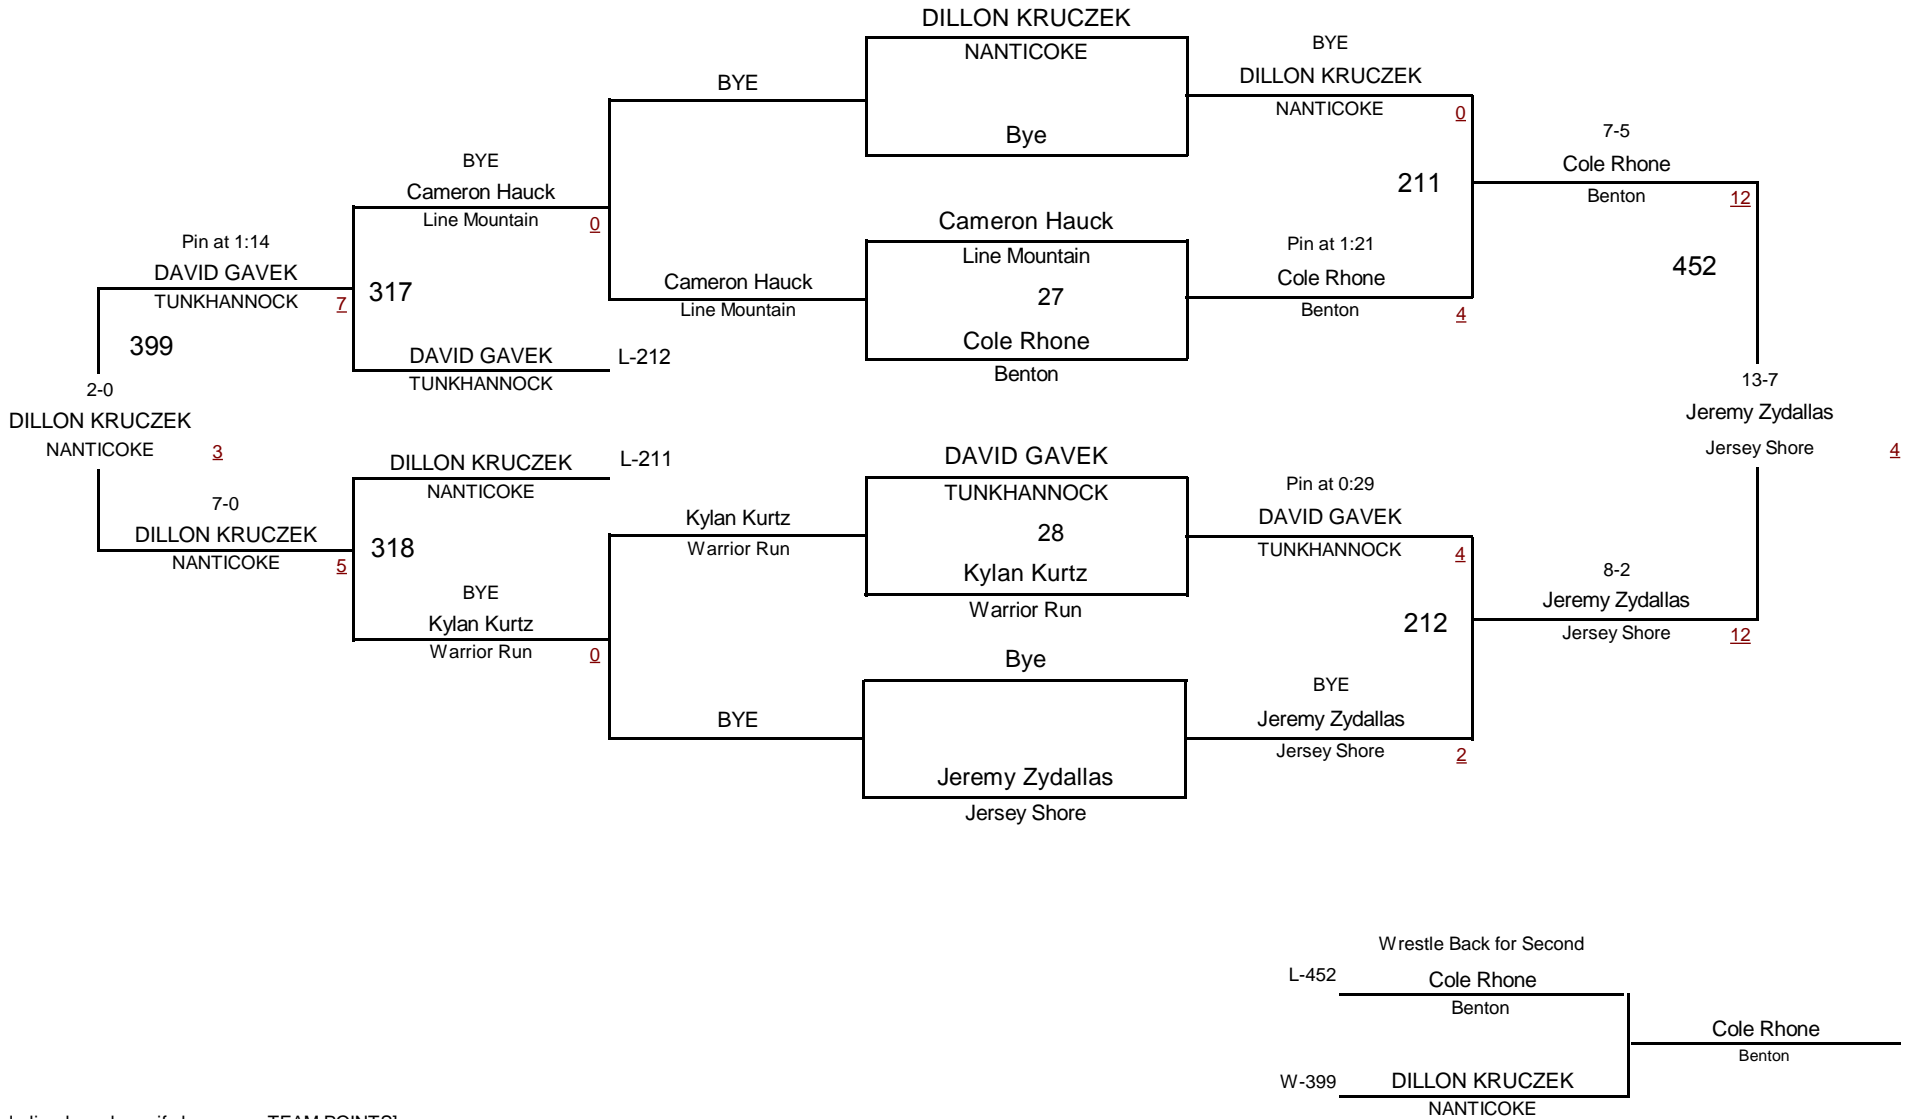 DILLON KRUCZEK
NANTICOKE
Bye
Cameron Hauck
Line Mountain
27
Cole Rhone
Benton
DAVID GAVEK
TUNKHANNOCK
28
Kylan Kurtz
Warrior Run
Bye
Jeremy Zydallas
Jersey Shore
BYE
DILLON KRUCZEK
NANTICOKE
0
211
Pin at 1:21
Cole Rhone
Benton
4
Pin at 0:29
DAVID GAVEK
TUNKHANNOCK
4
212
BYE
Jeremy Zydallas
Jersey Shore
2
7-5
Cole Rhone
Benton
12
452
8-2
Jeremy Zydallas
Jersey Shore
12
13-7
Jeremy Zydallas
Jersey Shore
4
BYE
Cameron Hauck
Line Mountain
Kylan Kurtz
Warrior Run
BYE
BYE
Cameron Hauck
Line Mountain
0
317
DAVID GAVEK
TUNKHANNOCK
L-212
DILLON KRUCZEK
NANTICOKE
L-211
318
BYE
Kylan Kurtz
Warrior Run
0
Pin at 1:14
DAVID GAVEK
TUNKHANNOCK
7
399
7-0
DILLON KRUCZEK
NANTICOKE
5
2-0
DILLON KRUCZEK
NANTICOKE
3
Wrestle Back for Second
L-452
Cole Rhone
Benton
W-399
DILLON KRUCZEK
NANTICOKE
Cole Rhone
Benton
TEAM POINTS]